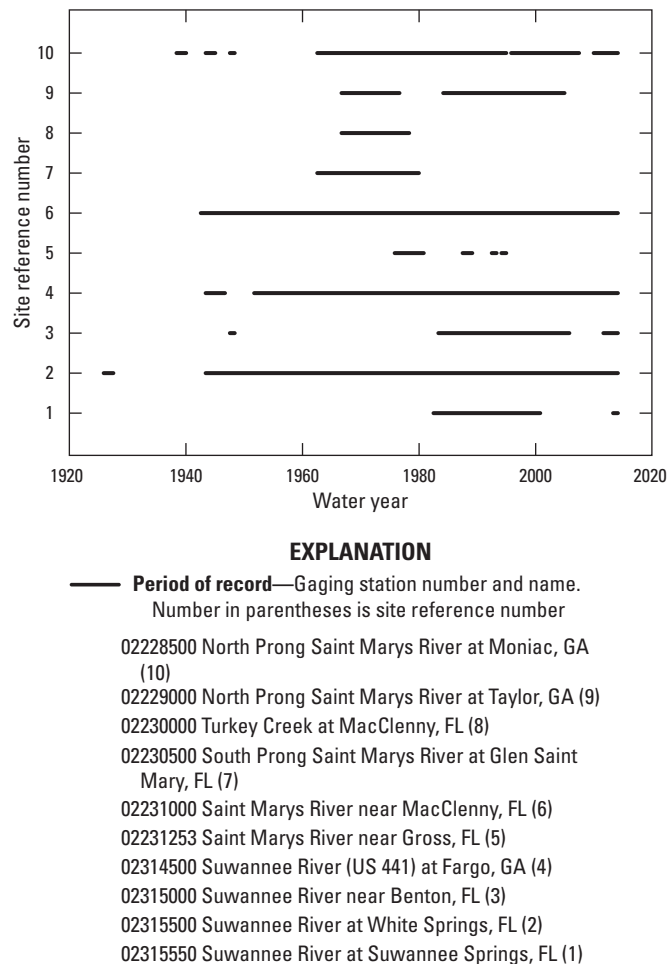 10
9
8
7
6
5
4
3
2
1
Site reference number
1920 1940 1960 1980 2000 2020
Water year
EXPLANATION
Period of record—Gaging station number and name.
Number in parentheses is site reference number
02228500 North Prong Saint Marys River at Moniac, GA
(10)
02229000 North Prong Saint Marys River at Taylor, GA (9)
02230000 Turkey Creek at MacClenny, FL (8)
02230500 South Prong Saint Marys River at Glen Saint
Mary, FL (7)
02231000 Saint Marys River near MacClenny, FL (6)
02231253 Saint Marys River near Gross, FL (5)
02314500 Suwannee River (US 441) at Fargo, GA (4)
02315000 Suwannee River near Benton, FL (3)
02315500 Suwannee River at White Springs, FL (2)
02315550 Suwannee River at Suwannee Springs, FL (1)